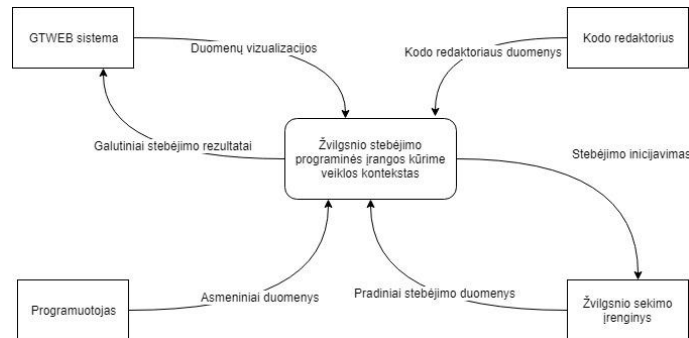 GTWEB sistema
Duomenų vizualizacijos
Kodo redaktoriaus duomenys
Kodo redaktorius
Galutiniai stebėjimo rezultatai
Žvilgsnio stebėjimo
programinės įrangos kūrime
veiklos kontekstas
Stebėjimo inicijavimas
Programuotojas
Asmeniniai duomenys
Pradiniai stebėjimo duomenys
Žvilgsnio sekimo
įrenginys